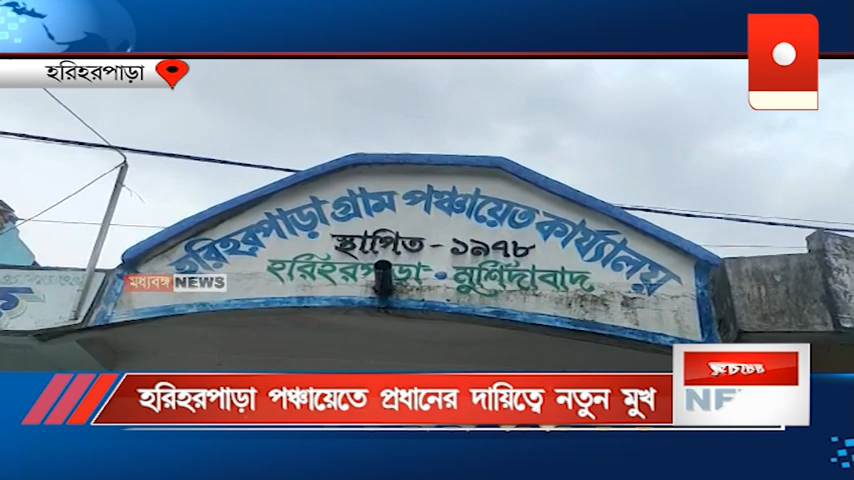 হরিহরপাড়া
হরিহরপাড়া গ্রাম পঞ্চায়েত কার্য্যালয়
স্থাপিত - ১৯৭৮
হরিহরপাড়া - মুর্শিদাবাদ
মধ্যবঙ্গ NEWS
হরিহরপাড়া পঞ্চায়েতে প্রধানের দায়িত্বে নতুন মুখ